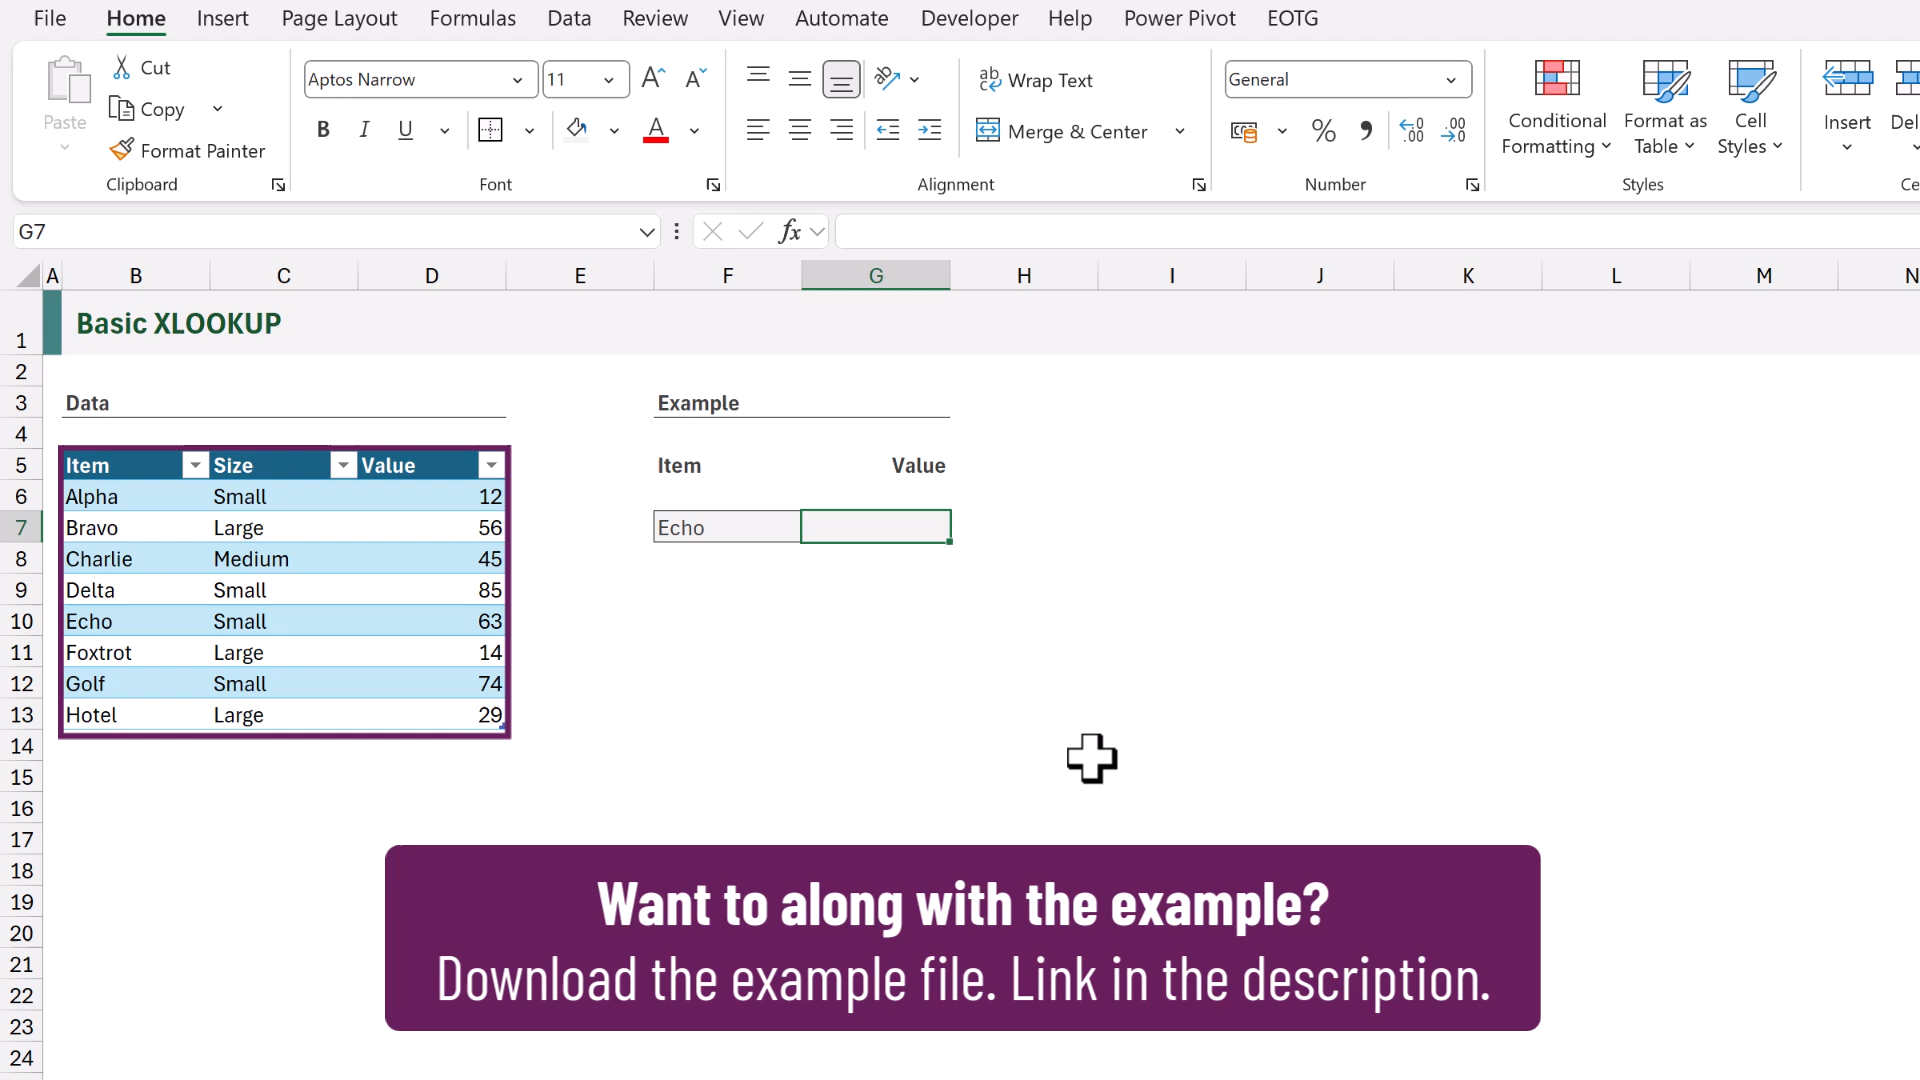 File Home Insert Page Layout Formulas Data Review View Automate Developer Help Power Pivot EOTG
Paste
Cut
Copy
Format Painter
Clipboard
Aptos Narrow 11
B I U
Font
Wrap Text
Merge & Center
Alignment
General
% , .00 .00
Number
Conditional Formatting
Format as Table
Cell Styles
Styles
Insert
Del
Ce
G7
fx
A B C D E F G H I J K L M N
1 Basic XLOOKUP
2
3 Data Example
4
5 Item Size Value Item Value
6 Alpha Small 12
7 Bravo Large 56 Echo
8 Charlie Medium 45
9 Delta Small 85
10 Echo Small 63
11 Foxtrot Large 14
12 Golf Small 74
13 Hotel Large 29
14
15
16
17
18
19
20
21
22
23
24
Want to along with the example?
Download the example file. Link in the description.